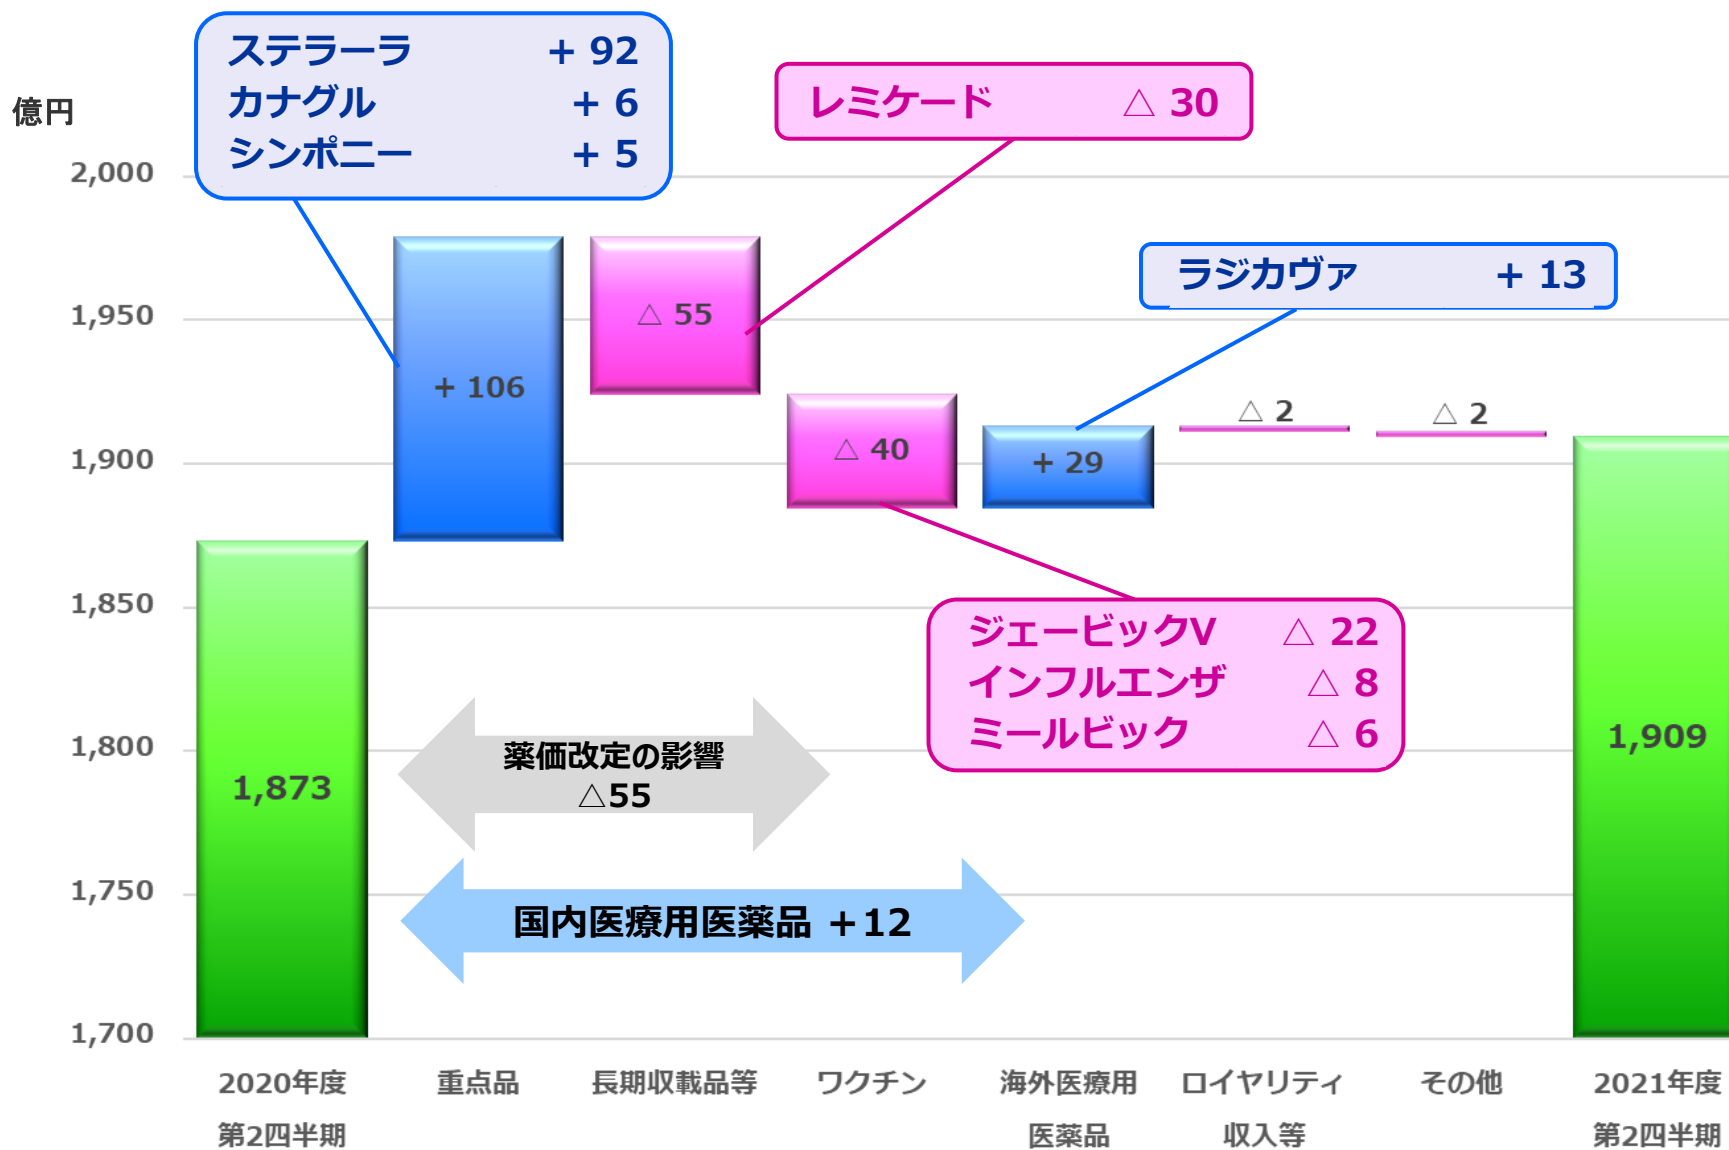 億円
ステラーラ + 92
カナグル + 6
シンポニー + 5
レミケード △ 30
ラジカヴァ + 13
2,000
1,950
1,900
1,850
1,800
1,750
1,700
+ 106
△ 55
△ 40
+ 29
△ 2
△ 2
1,873
1,909
ジェービックV △ 22
インフルエンザ △ 8
ミールビック △ 6
薬価改定の影響
△55
国内医療用医薬品 +12
2020年度
第2四半期
重点品
長期収載品等
ワクチン
海外医療用
医薬品
ロイヤリティ
収入等
その他
2021年度
第2四半期